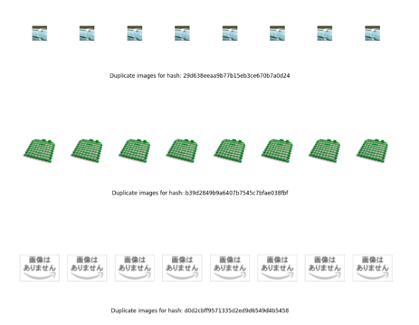 Duplicate images for hash: 29d638eeaa9b77b15eb3ce670b7a0d24
Duplicate images for hash: b39d2849b9a6407b7545c7bfae038fbf
画像は 画像は 画像は 画像は 画像は 画像は 画像は 画像は
ありません ありません ありません ありません ありません ありません ありません ありません
Duplicate images for hash: d0d2cbff9571335d2ed9d6549d4b5458